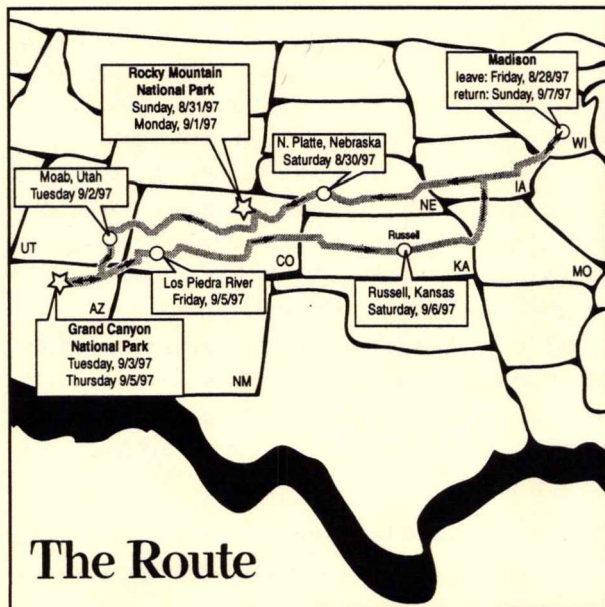 Rocky Mountain
National Park
Sunday, 8/31/97
Monday, 9/1/97
Madison
leave: Friday, 8/28/97
return: Sunday, 9/7/97
WI
N. Platte, Nebraska
Saturday 8/30/97
Moab, Utah
Tuesday 9/2/97
IA
NE
UT
CO
Russell
KA
MO
Los Piedra River
Friday, 9/5/97
Russell, Kansas
Saturday, 9/6/97
AZ
Grand Canyon
National Park
Tuesday, 9/3/97
Thursday 9/5/97
NM
The Route